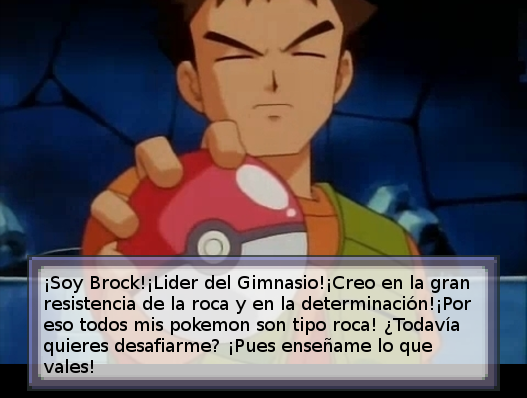 ¡Soy Brock!¡Lider del Gimnasio!¡Creo en la gran
resistencia de la roca y en la determinación!¡Por
eso todos mis pokemon son tipo roca! ¿Todavía
quieres desafiarme? ¡Pues enseñame lo que
vales!